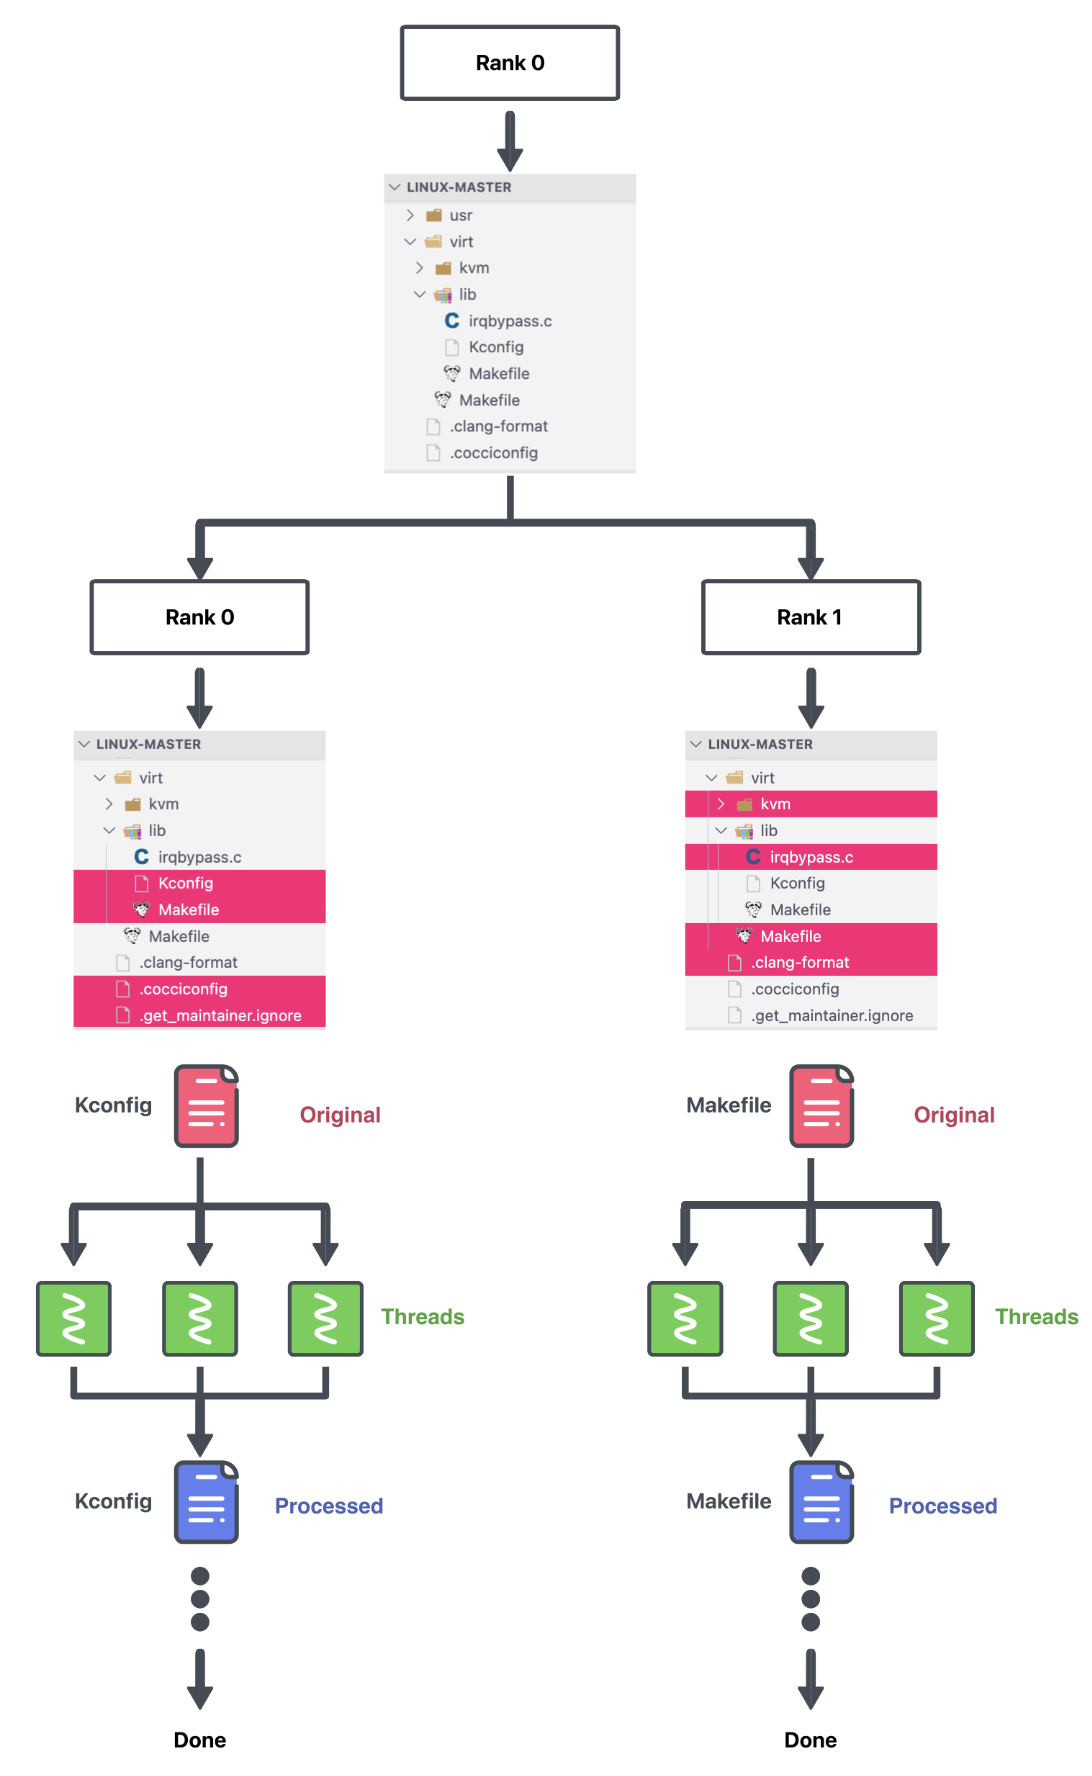 Rank 0
LINUX-MASTER
usr
virt
kvm
lib
C irqbypass.c
Kconfig
Makefile
Makefile
.clang-format
.cocciconfig
Rank 0
LINUX-MASTER
virt
kvm
lib
C irqbypass.c
Kconfig
Makefile
Makefile
.clang-format
.cocciconfig
.get_maintainer.ignore
Kconfig
Original
Threads
Kconfig
Processed
Done
Rank 1
LINUX-MASTER
virt
kvm
lib
C irqbypass.c
Kconfig
Makefile
Makefile
.clang-format
.cocciconfig
.get_maintainer.ignore
Makefile
Original
Threads
Makefile
Processed
Done